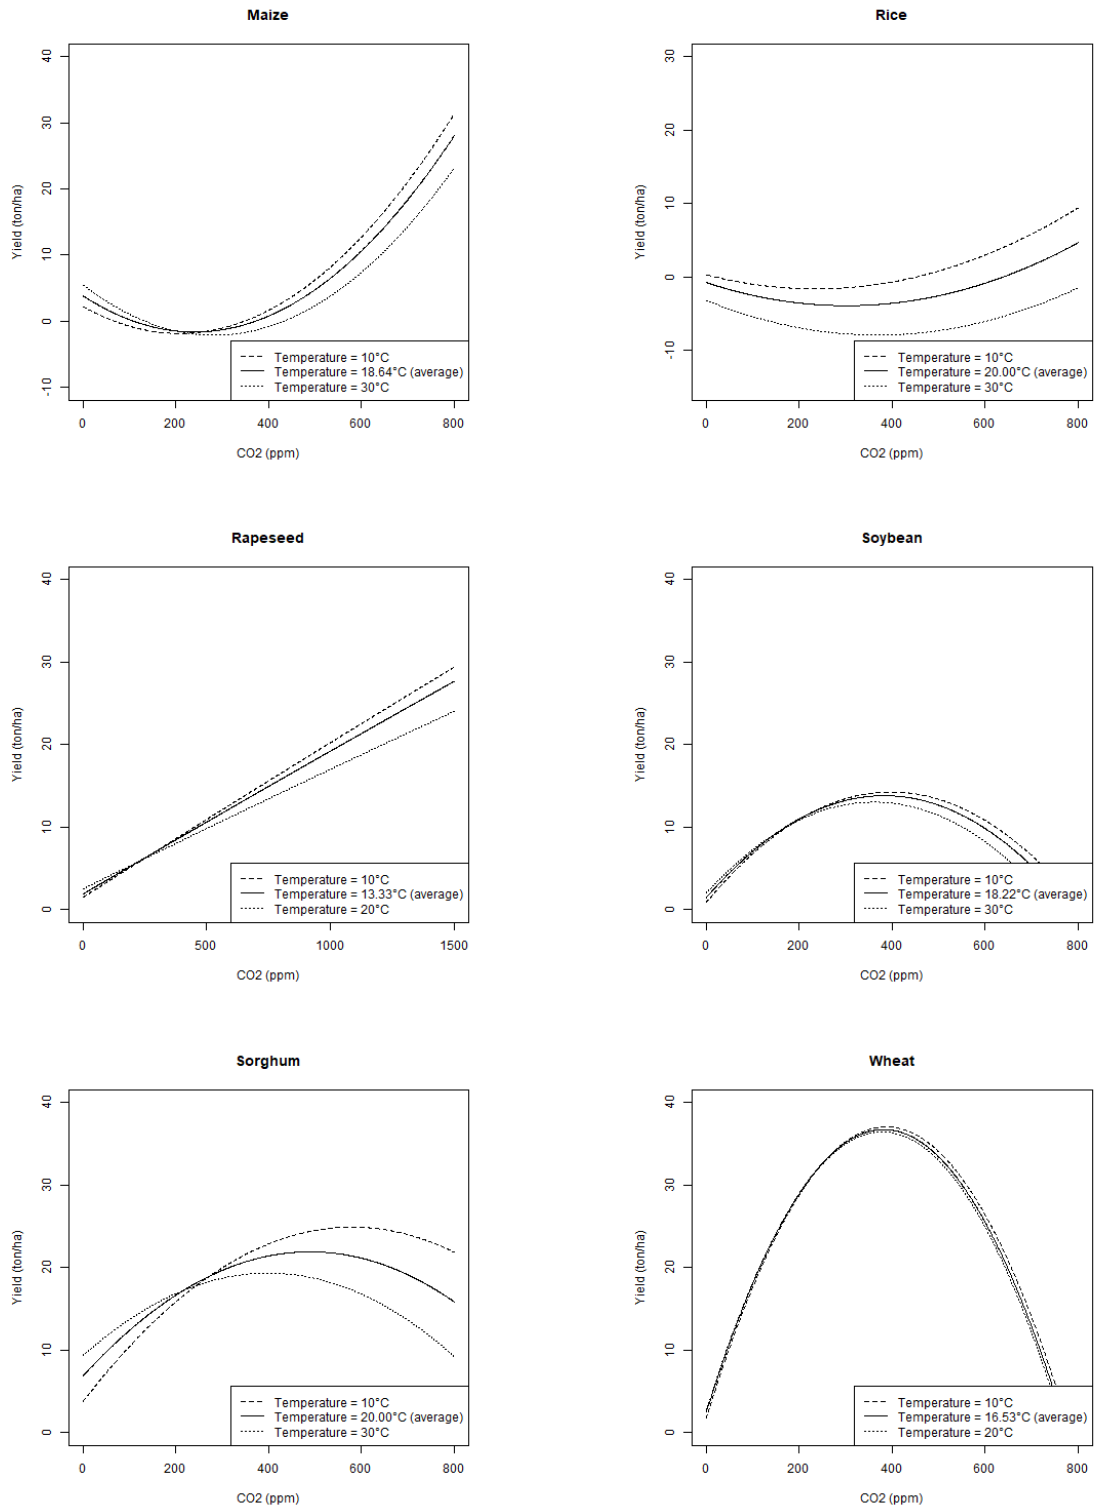 Maize
Yield (ton/ha)
40
30
20
10
0
-10
Temperature = 10°C
Temperature = 18.64°C (average)
Temperature = 30°C
0 200 400 600 800
CO2 (ppm)
Rice
Yield (ton/ha)
30
20
10
0
-10
Temperature = 10°C
Temperature = 20.00°C (average)
Temperature = 30°C
0 200 400 600 800
CO2 (ppm)
Rapeseed
Yield (ton/ha)
40
30
20
10
0
Temperature = 10°C
Temperature = 13.33°C (average)
Temperature = 20°C
0 500 1000 1500
CO2 (ppm)
Soybean
Yield (ton/ha)
40
30
20
10
0
Temperature = 10°C
Temperature = 18.22°C (average)
Temperature = 30°C
0 200 400 600 800
CO2 (ppm)
Sorghum
Yield (ton/ha)
40
30
20
10
0
Temperature = 10°C
Temperature = 20.00°C (average)
Temperature = 30°C
0 200 400 600 800
CO2 (ppm)
Wheat
Yield (ton/ha)
40
30
20
10
0
Temperature = 10°C
Temperature = 16.53°C (average)
Temperature = 20°C
0 200 400 600 800
CO2 (ppm)